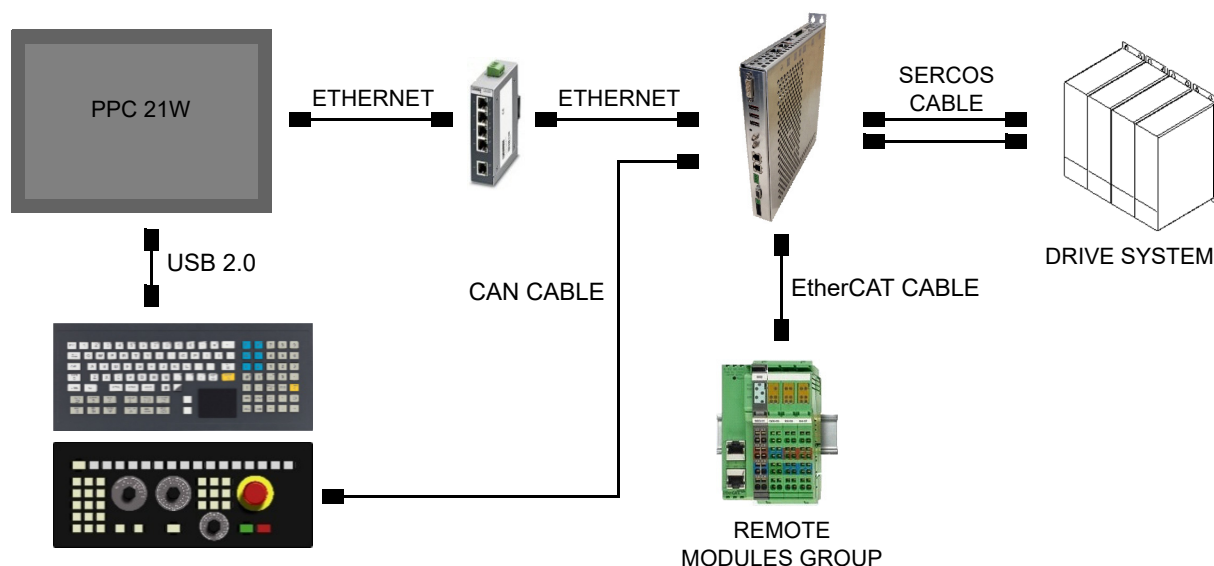 PPC 21W
ETHERNET
ETHERNET
SERCOS
CABLE
DRIVE SYSTEM
USB 2.0
CAN CABLE
EtherCAT CABLE
REMOTE
MODULES GROUP